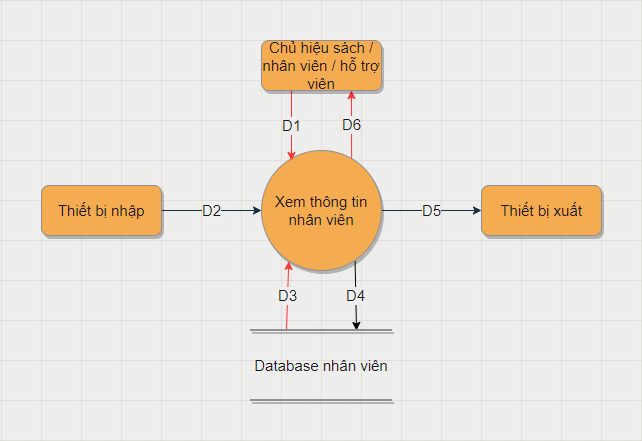 Chủ hiệu sách /
nhân viên / hỗ trợ
viên
D1
D6
Thiết bị nhập
D2
Xem thông tin
nhân viên
D5
Thiết bị xuất
D3
D4
Database nhân viên